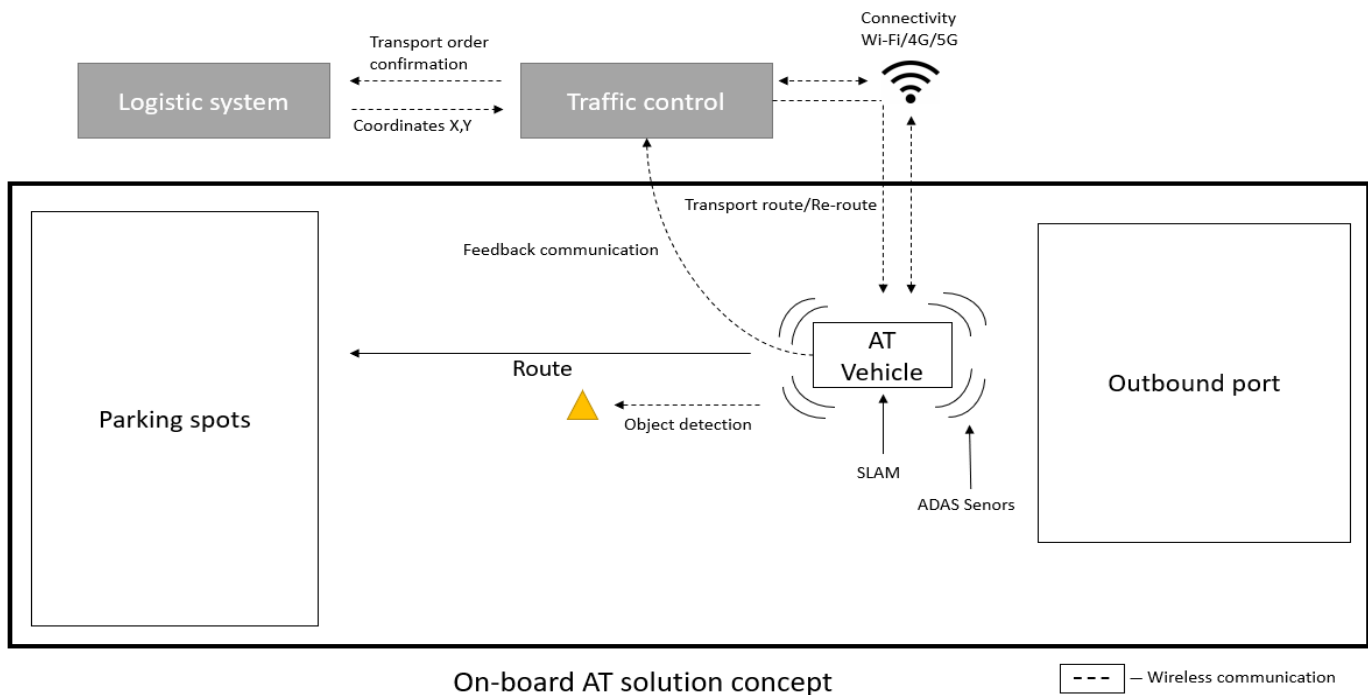 Connectivity
Wi-Fi/4G/5G
Transport order
confirmation
Logistic system
Traffic control
Coordinates X,Y
Transport route/Re-route
Feedback communication
AT
Vehicle
Route
Object detection
Parking spots
Outbound port
SLAM
ADAS Senors
On-board AT solution concept
– Wireless communication